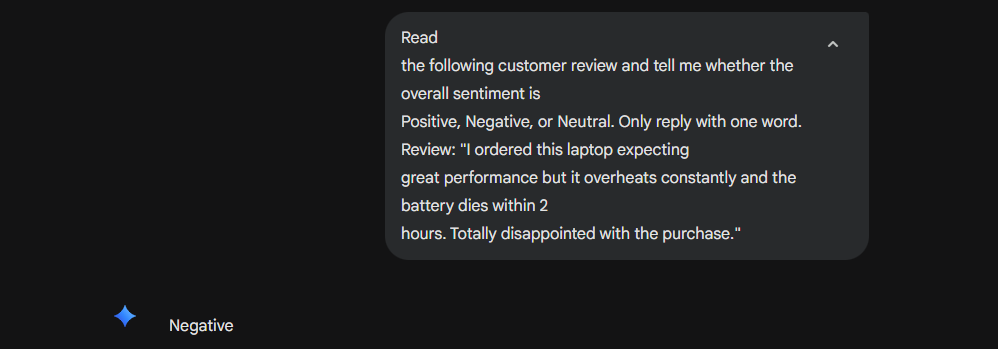 Read
the following customer review and tell me whether the
overall sentiment is
Positive, Negative, or Neutral. Only reply with one word.
Review: "I ordered this laptop expecting
great performance but it overheats constantly and the
battery dies within 2
hours. Totally disappointed with the purchase."
Negative